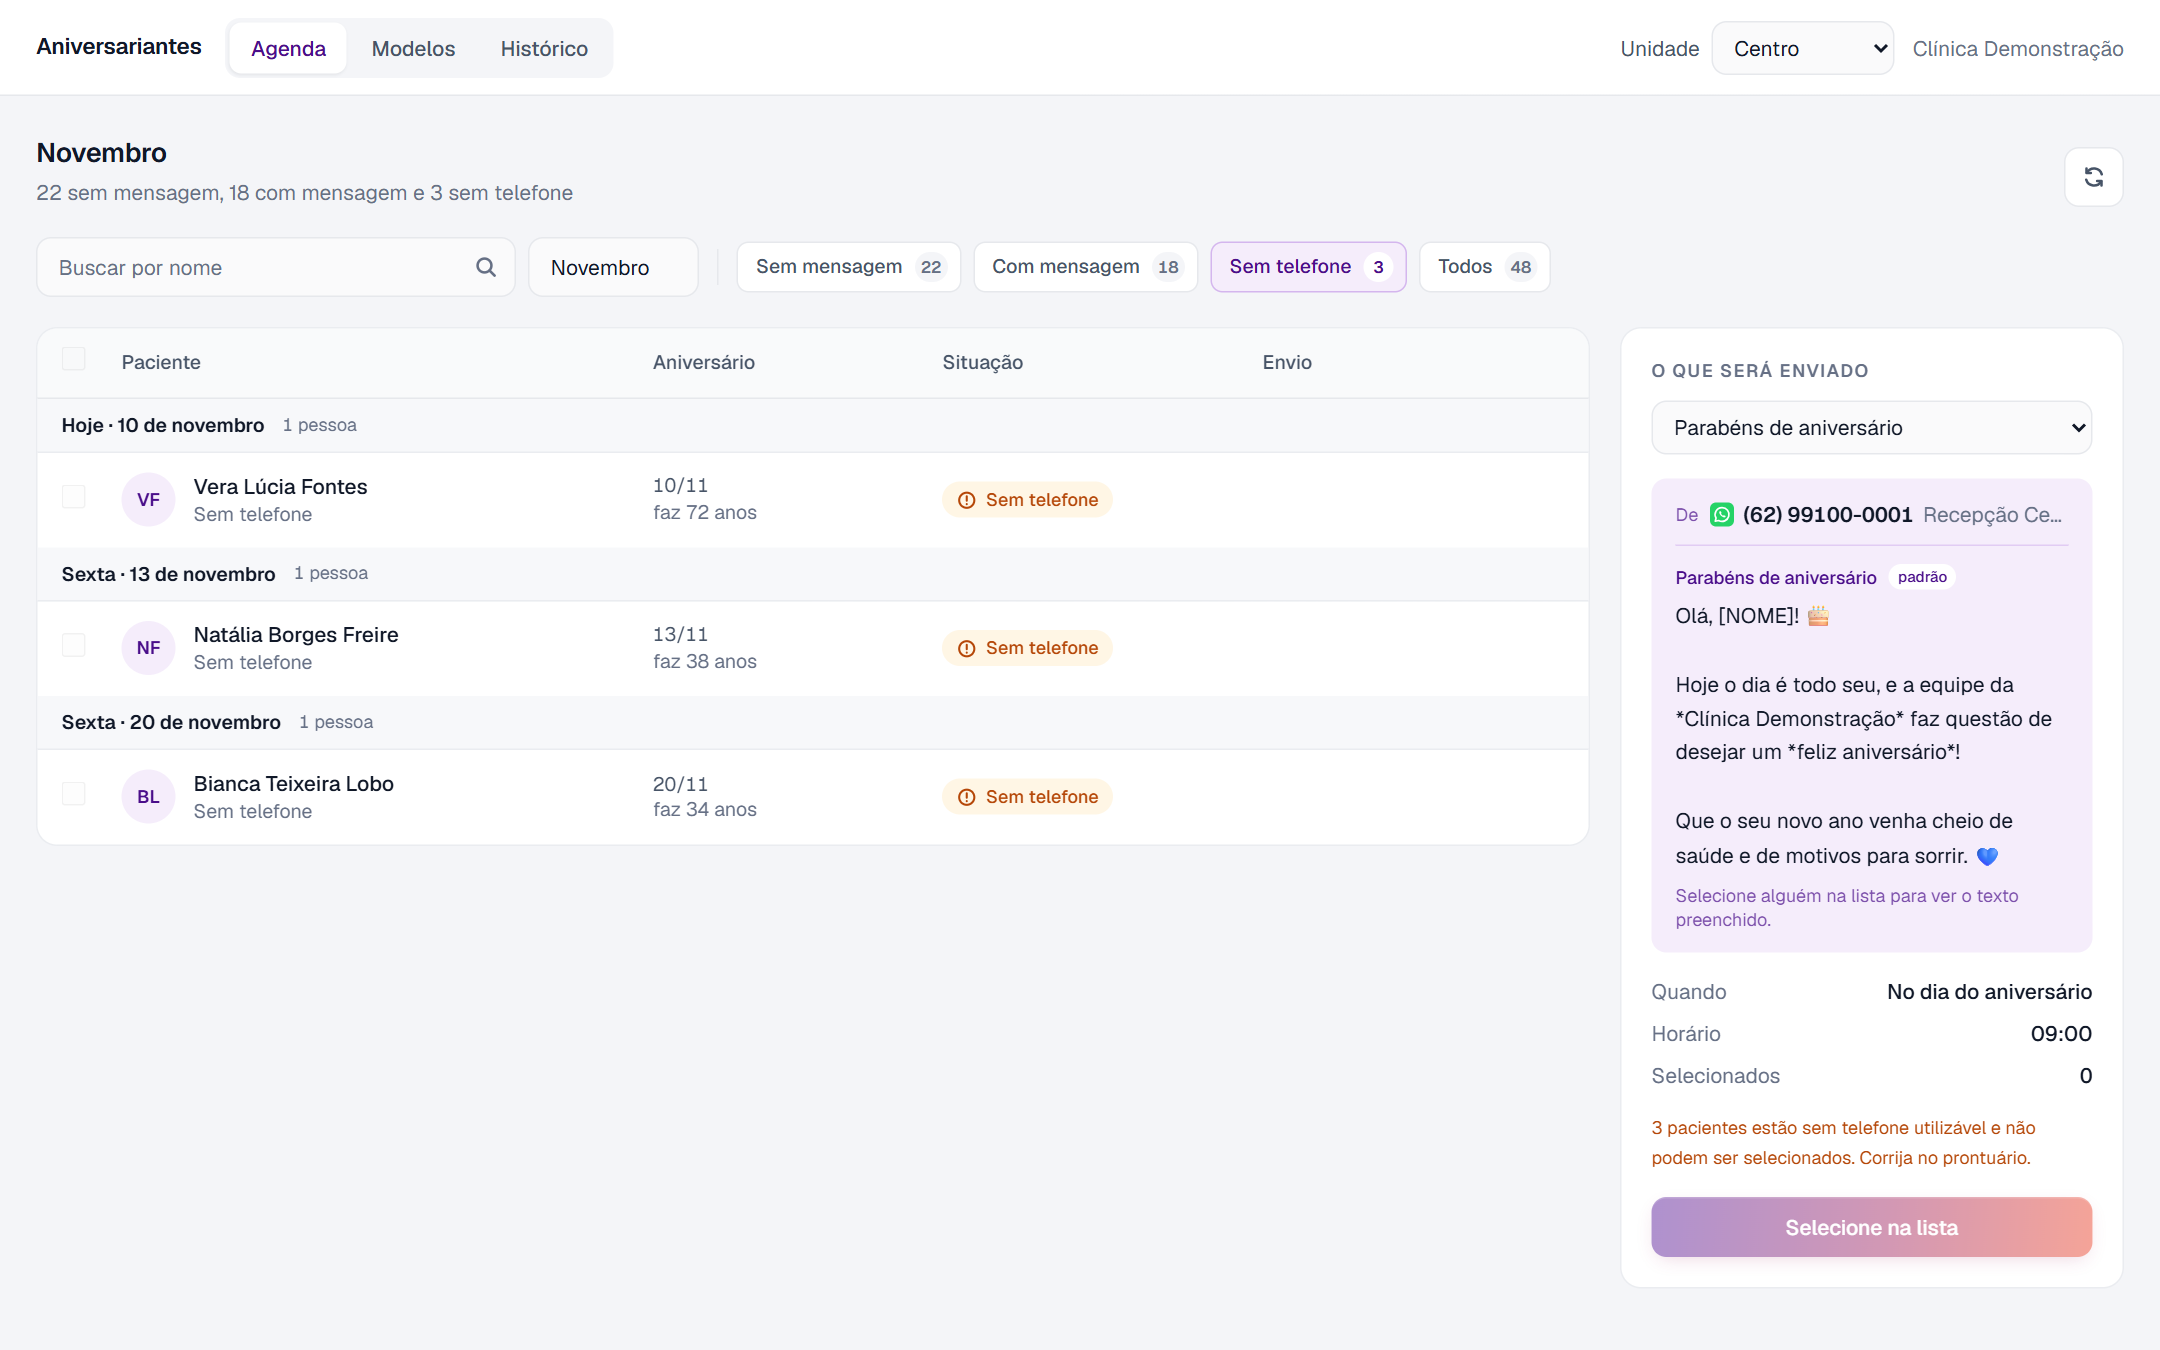 Aniversariantes
Agenda
Modelos
Histórico
Unidade
Centro
Clínica Demonstração
Novembro
22 sem mensagem, 18 com mensagem e 3 sem telefone
Buscar por nome
Novembro
Sem mensagem 22
Com mensagem 18
Sem telefone 3
Todos 48
Paciente
Aniversário
Situação
Envio
Hoje · 10 de novembro 1 pessoa
VF
Vera Lúcia Fontes
Sem telefone
10/11
faz 72 anos
Sem telefone
Sexta · 13 de novembro 1 pessoa
NF
Natália Borges Freire
Sem telefone
13/11
faz 38 anos
Sem telefone
Sexta · 20 de novembro 1 pessoa
BL
Bianca Teixeira Lobo
Sem telefone
20/11
faz 34 anos
Sem telefone
O QUE SERÁ ENVIADO
Parabéns de aniversário
De (62) 99100-0001 Recepção Ce...
Parabéns de aniversário padrão
Olá, [NOME]! 🎂
Hoje o dia é todo seu, e a equipe da
*Clínica Demonstração* faz questão de
desejar um *feliz aniversário*!
Que o seu novo ano venha cheio de
saúde e de motivos para sorrir. 💙
Selecione alguém na lista para ver o texto
preenchido.
Quando No dia do aniversário
Horário 09:00
Selecionados 0
3 pacientes estão sem telefone utilizável e não
podem ser selecionados. Corrija no prontuário.
Selecione na lista